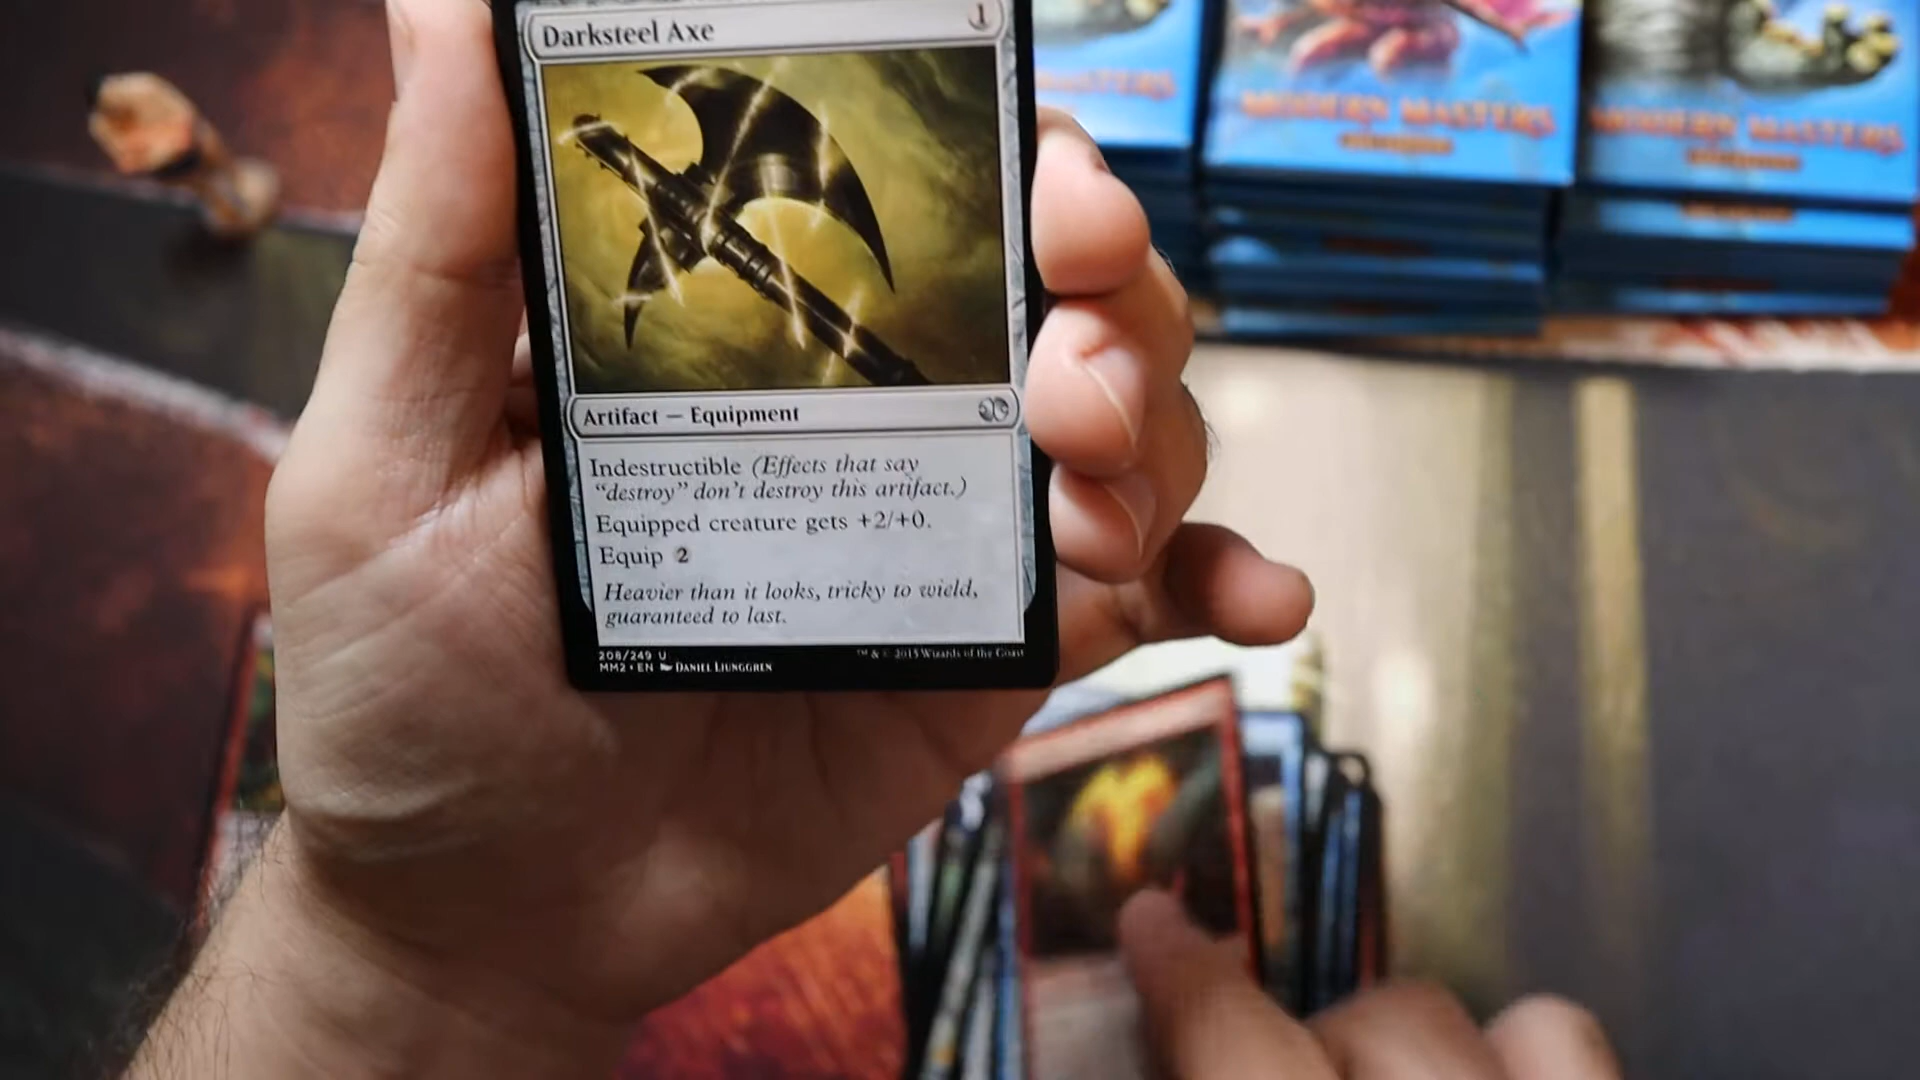 Darksteel Axe 1
Artifact — Equipment
Indestructible (Effects that say
"destroy" don't destroy this artifact.)
Equipped creature gets +2/+0.
Equip 2
Heavier than it looks, tricky to wield,
guaranteed to last.
208/249 U
MM2 • EN DANIEL LJUNGGREN
™ & © 2015 Wizards of the Coast
MASTERS
MODERN MASTERS
MODERN MASTERS